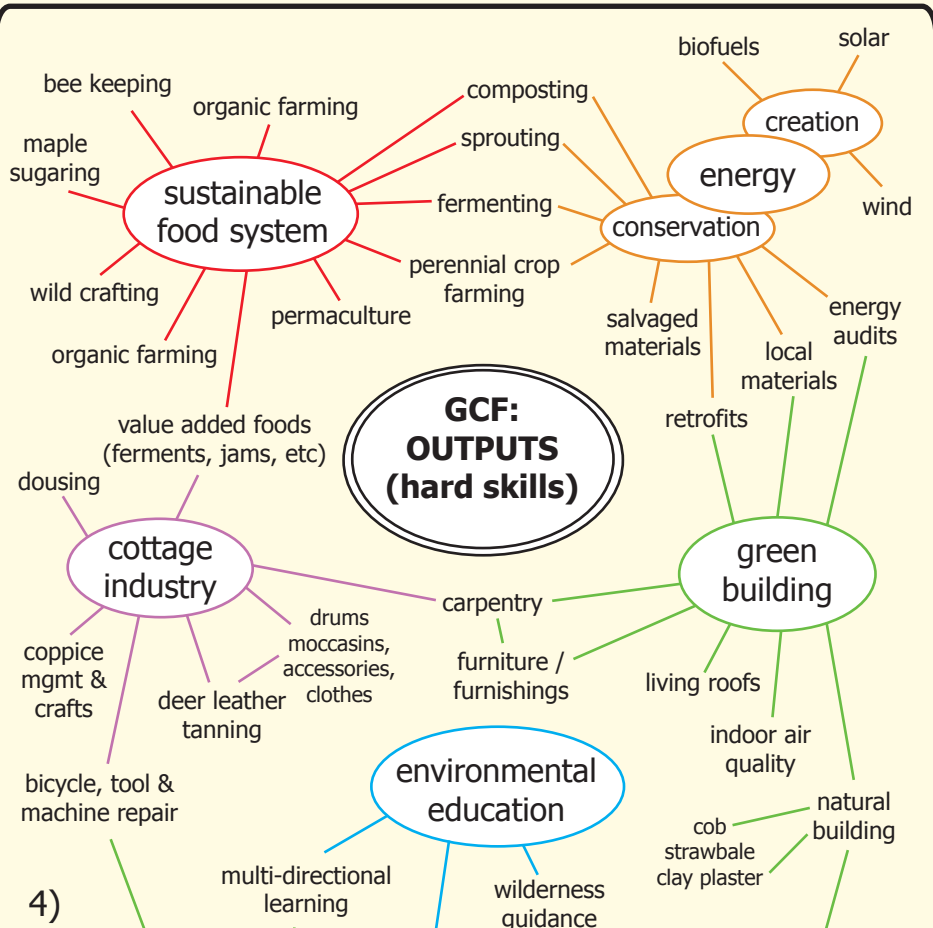 biofuels
solar
creation
energy
wind
conservation
bee keeping
organic farming
maple
sugaring
sustainable
food system
composting
sprouting
fermenting
perennial crop
farming
wild crafting
permaculture
organic farming
value added foods
(ferments, jams, etc)
salvaged
materials
local
materials
energy
audits
retrofits
GCF:
OUTPUTS
(hard skills)
dousing
cottage
industry
green
building
carpentry
furniture /
furnishings
drums
moccasins,
accessories,
clothes
coppice
mgmt &
crafts
deer leather
tanning
living roofs
indoor air
quality
bicycle, tool &
machine repair
environmental
education
natural
building
cob
strawbale
clay plaster
multi-directional
learning
wilderness
guidance
4)